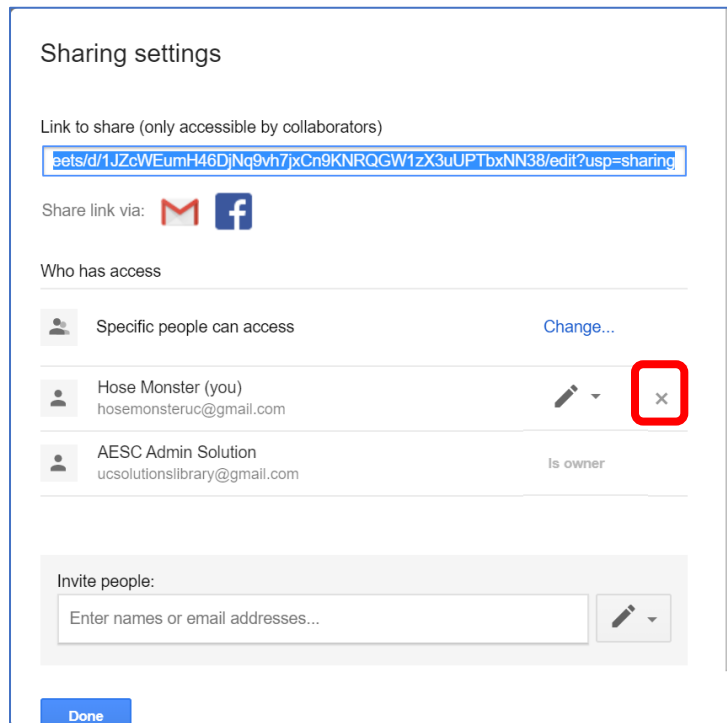 Sharing settings
Link to share (only accessible by collaborators)
eets/d/1JZcWEumH46DjNq9vh7jxCn9KNRQGW1zX3uUPTbxNN38/edit?usp=sharing
Share link via:
Who has access
Specific people can access Change...
Hose Monster (you)
hosemonsteruc@gmail.com
AESC Admin Solution
ucsolutionslibrary@gmail.com
Is owner
Invite people:
Enter names or email addresses...
Done